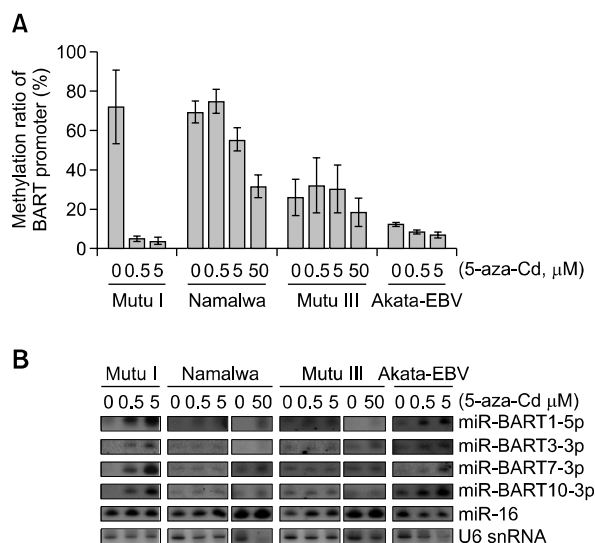 A
Methylation ratio of
BART promoter (%)
100
80
60
40
20
0
0 0.5 5 0 0.5 5 50 0 0.5 5 50 0 0.5 5 (5-aza-Cd, μM)
Mutu I Namalwa Mutu III Akata-EBV
B
Mutu I Namalwa Mutu III Akata-EBV
0 0.5 5 0 0.5 5 0 50 0 0.5 5 0 50 0 0.5 5 (5-aza-Cd μM)
miR-BART1-5p
miR-BART3-3p
miR-BART7-3p
miR-BART10-3p
miR-16
U6 snRNA